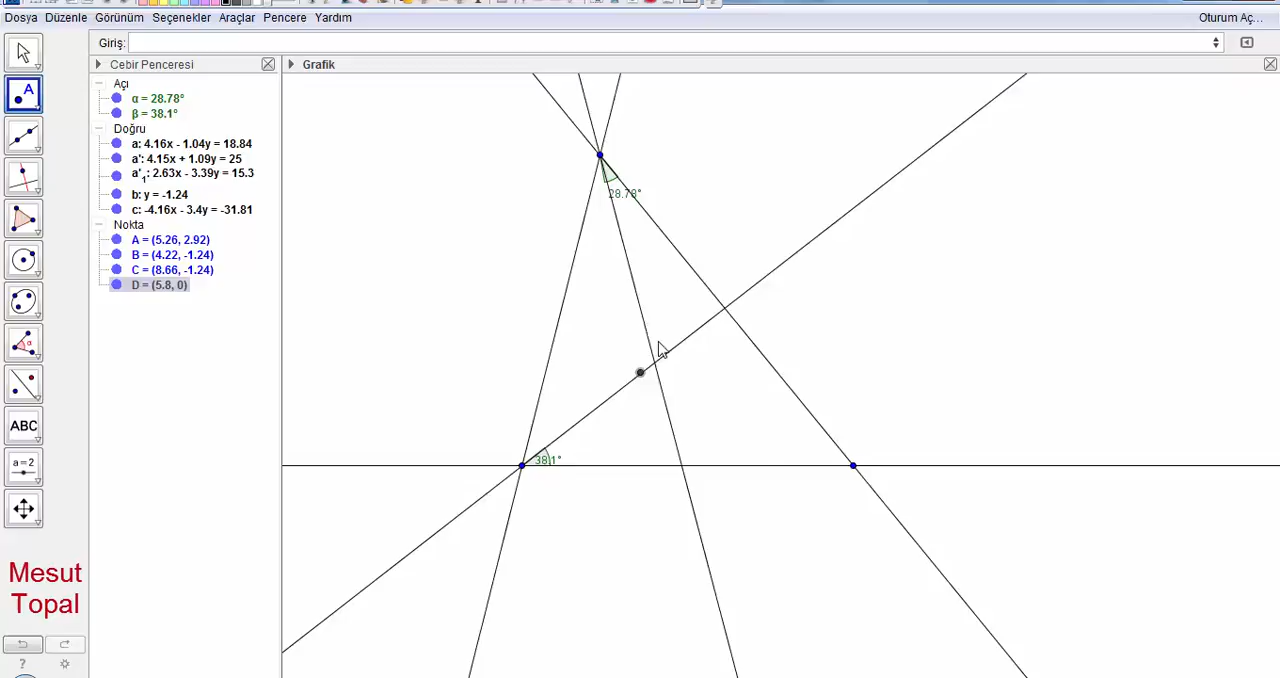 Dosya Düzenle Görünüm Seçenekler Araçlar Pencere Yardım Oturum Aç...
Giriş:
Cebir Penceresi
Grafik
Açı
α = 28.78°
β = 38.1°
Doğru
a: 4.16x - 1.04y = 18.84
a': 4.15x + 1.09y = 25
a'₁: 2.63x - 3.39y = 15.3
b: y = -1.24
c: -4.16x - 3.4y = -31.81
Nokta
A = (5.26, 2.92)
B = (4.22, -1.24)
C = (8.66, -1.24)
D = (5.8, 0)
A
α
ABC
a=2
Mesut
Topal
?
28.78°
38.1°